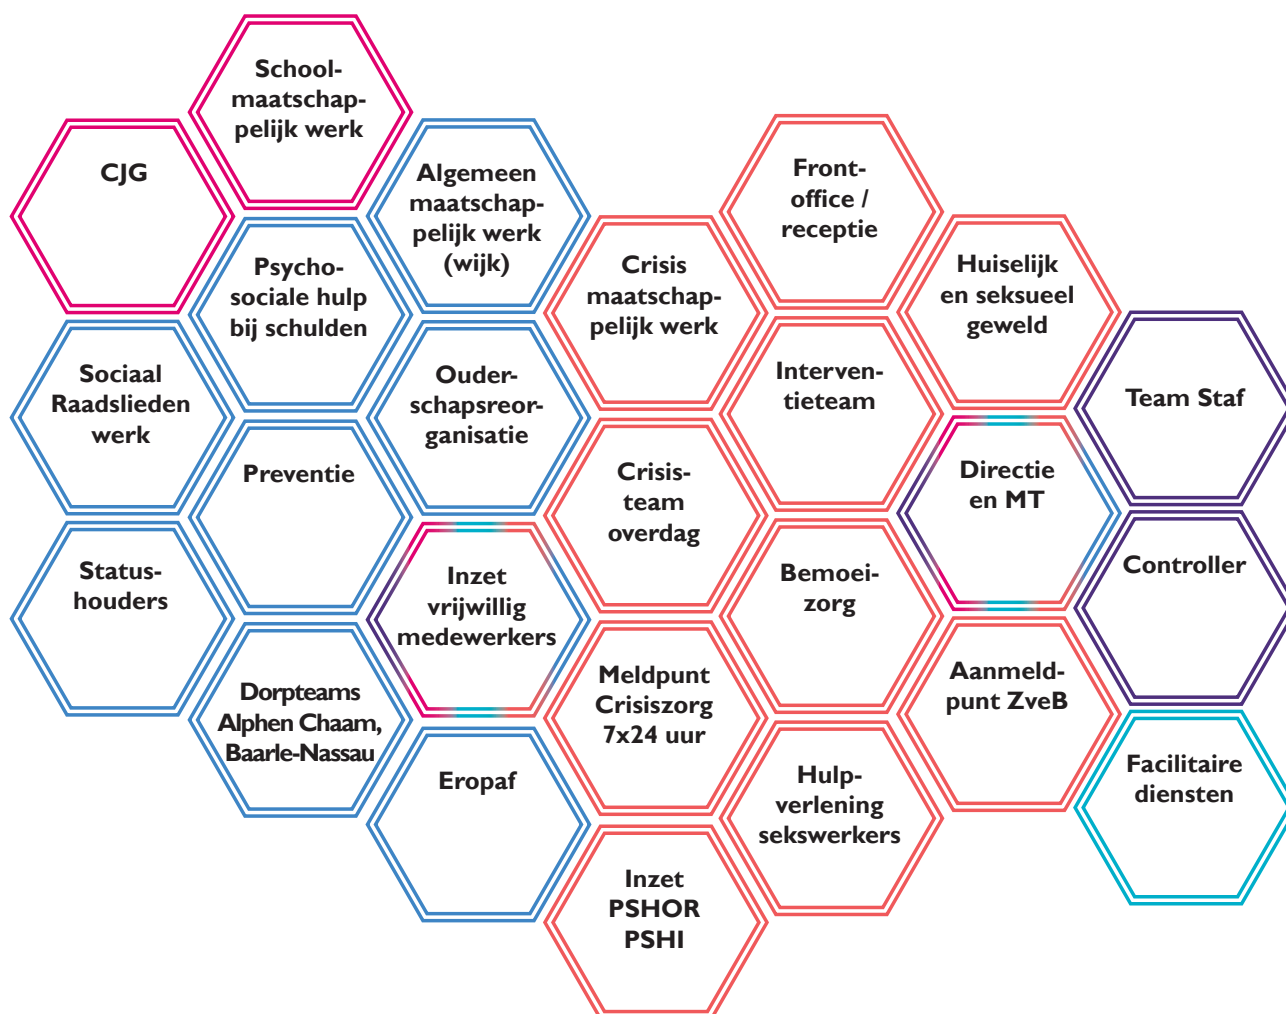 School-
maatschap-
pelijk werk
CJG
Algemeen
maatschap-
pelijk werk
(wijk)
Front-
office /
receptie
Psycho-
sociale hulp
bij schulden
Crisis
maatschap-
pelijk werk
Huiselijk
en seksueel
geweld
Sociaal
Raadslieden
werk
Ouder-
schapsreor-
ganisatie
Interven-
tieteam
Team Staf
Preventie
Crisis-
team
overdag
Directie
en MT
Status-
houders
Inzet
vrijwillig
medewerkers
Bemoei-
zorg
Controller
Dorpteams
Alphen Chaam,
Baarle-Nassau
Meldpunt
Crisiszorg
7x24 uur
Aanmeld-
punt ZveB
Eropaf
Hulp-
verlening
sekswerkers
Facilitaire
diensten
Inzet
PSHOR
PSHI